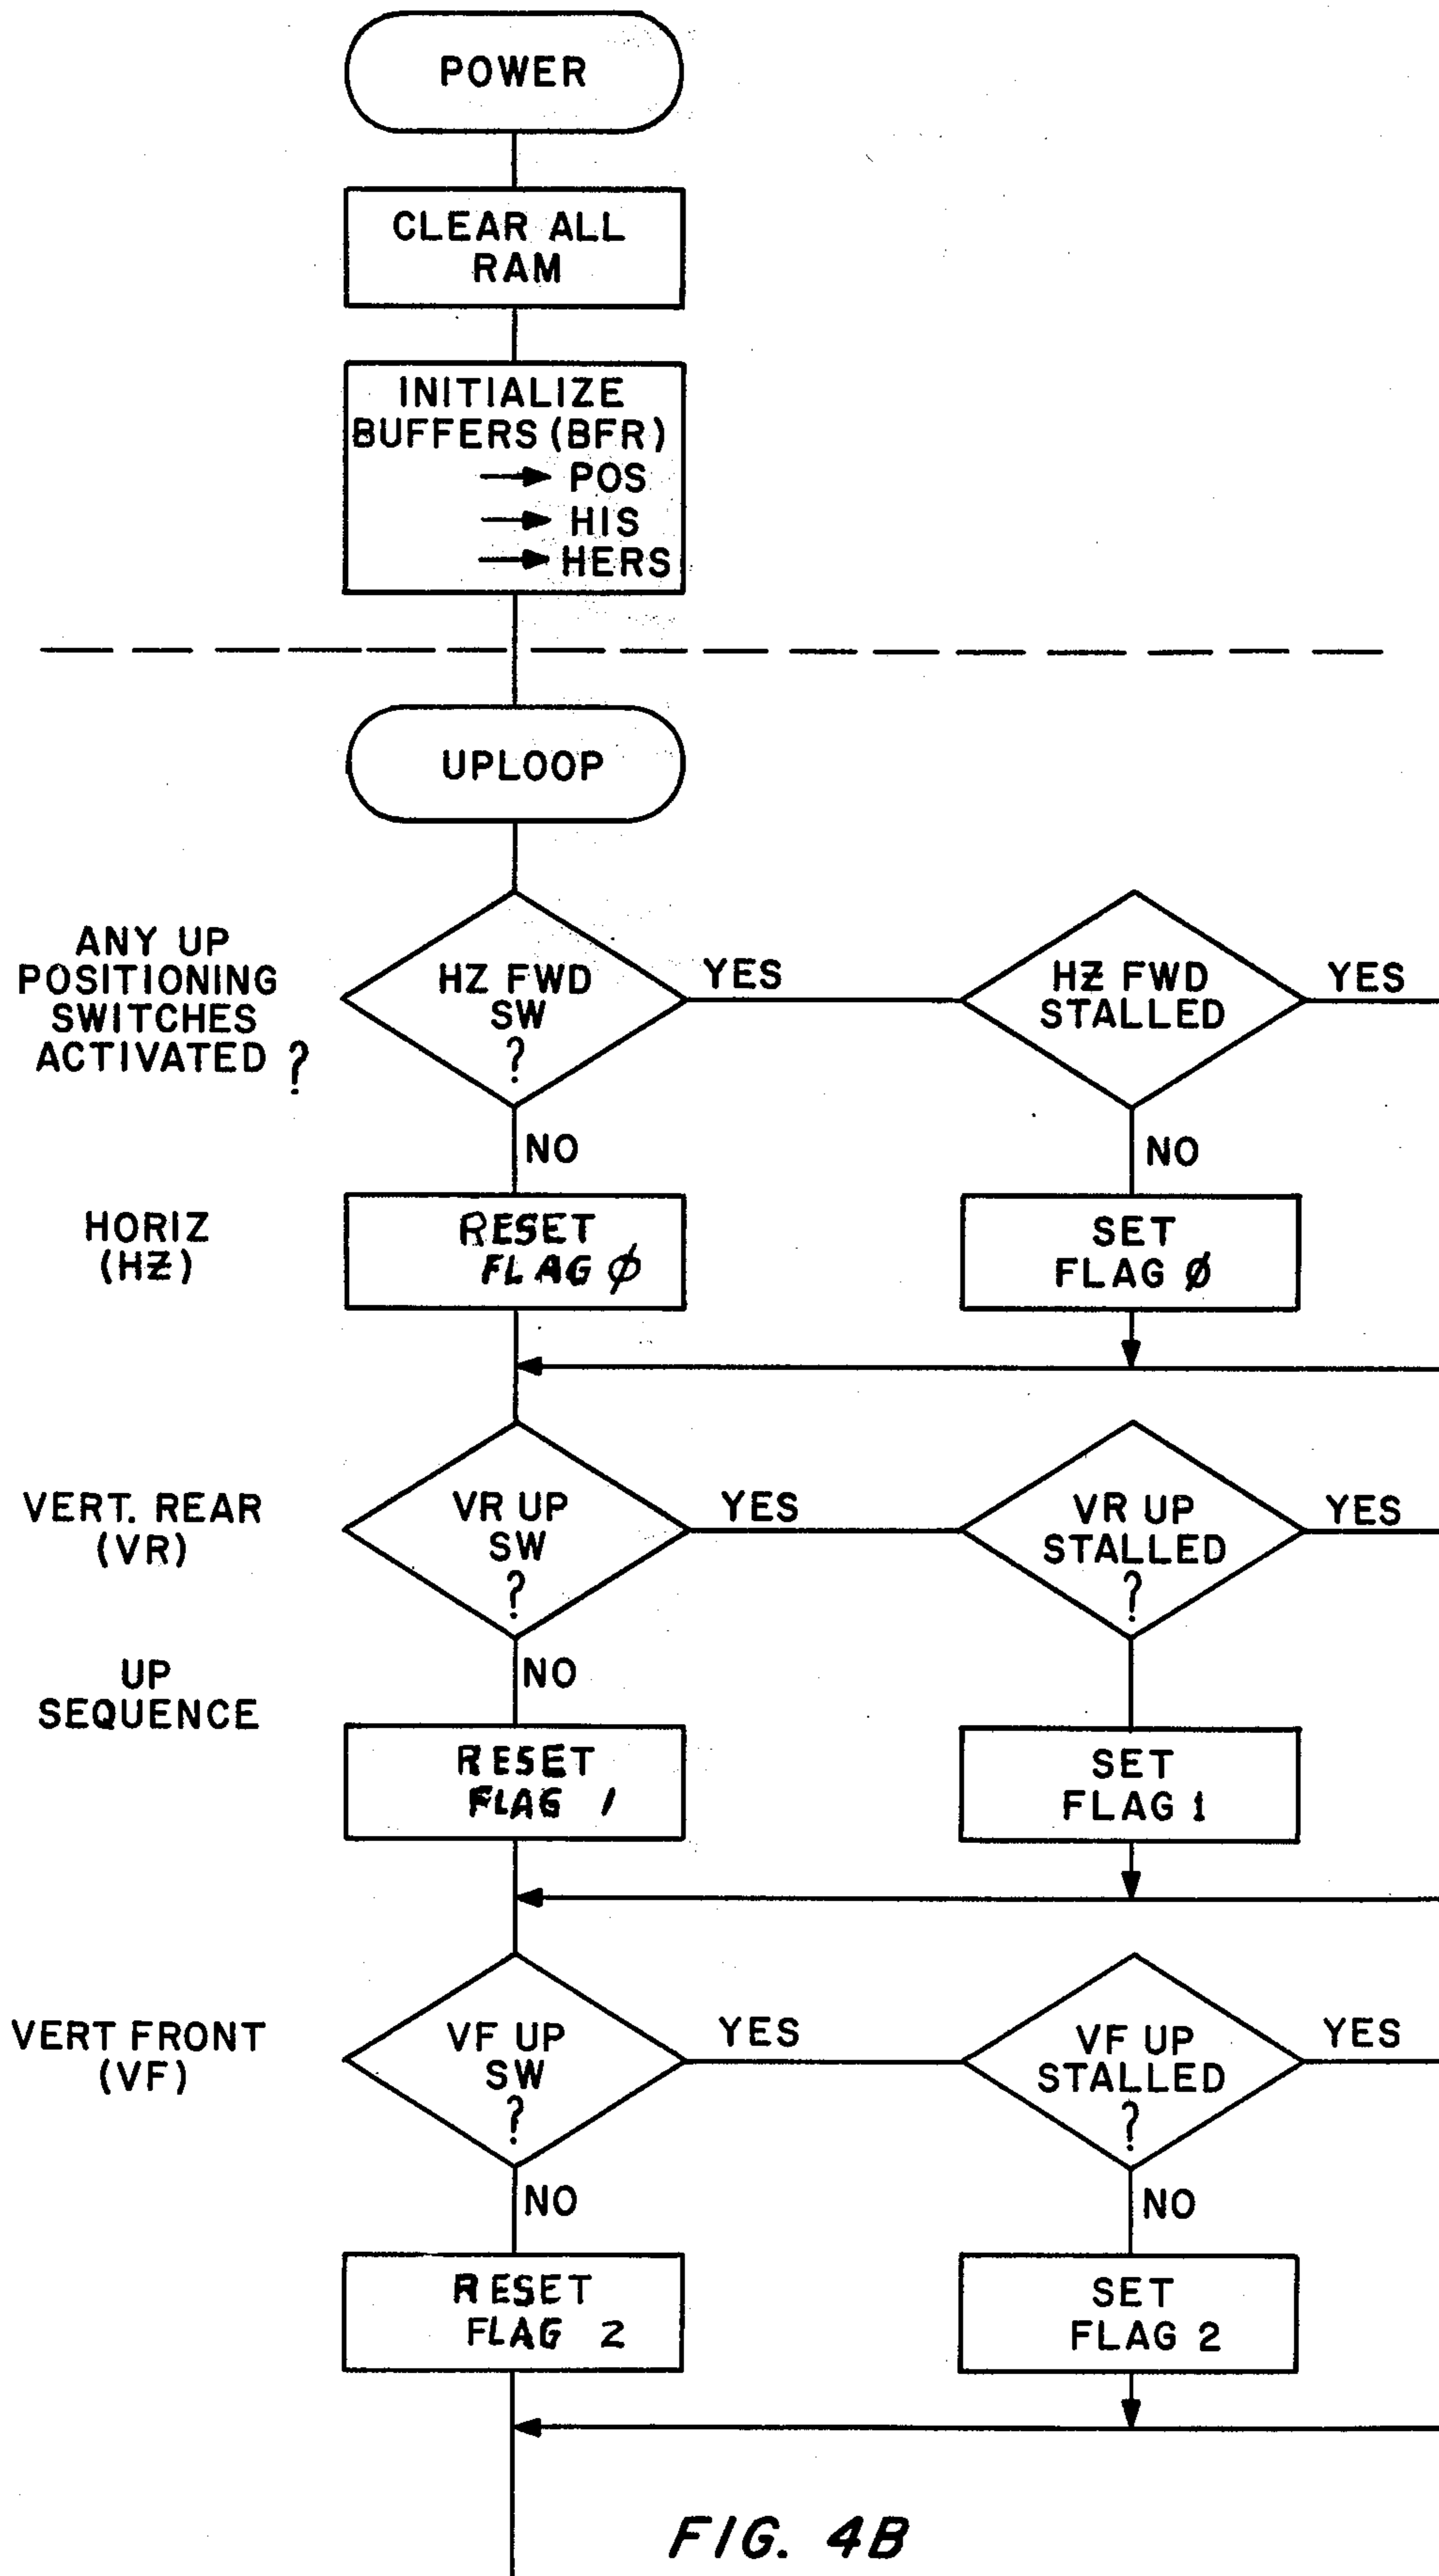 POWER
CLEAR ALL
RAM
INITIALIZE
BUFFERS (BFR)
→ POS
→ HIS
→ HERS
UPLOOP
ANY UP
POSITIONING
SWITCHES
ACTIVATED ?
HZ FWD
SW
?
YES
HZ FWD
STALLED
YES
NO
NO
HORIZ
(HZ)
RESET
FLAG Ø
SET
FLAG Ø
VERT. REAR
(VR)
VR UP
SW
?
YES
VR UP
STALLED
?
YES
NO
UP
SEQUENCE
RESET
FLAG 1
SET
FLAG 1
VERT FRONT
(VF)
VF UP
SW
?
YES
VF UP
STALLED
?
YES
NO
NO
RESET
FLAG 2
SET
FLAG 2
FIG. 4B